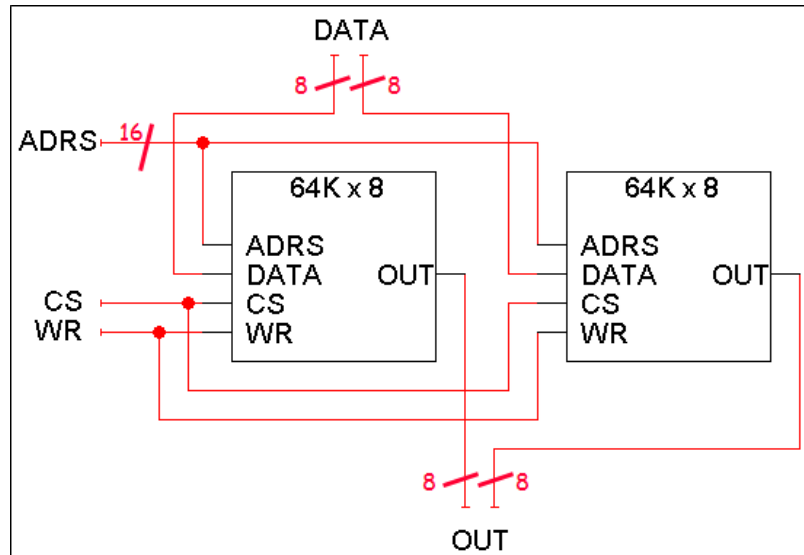 DATA
8 8
ADRS 16
64K x 8 64K x 8
ADRS ADRS
DATA OUT DATA OUT
CS CS CS
WR WR WR
8 8
OUT